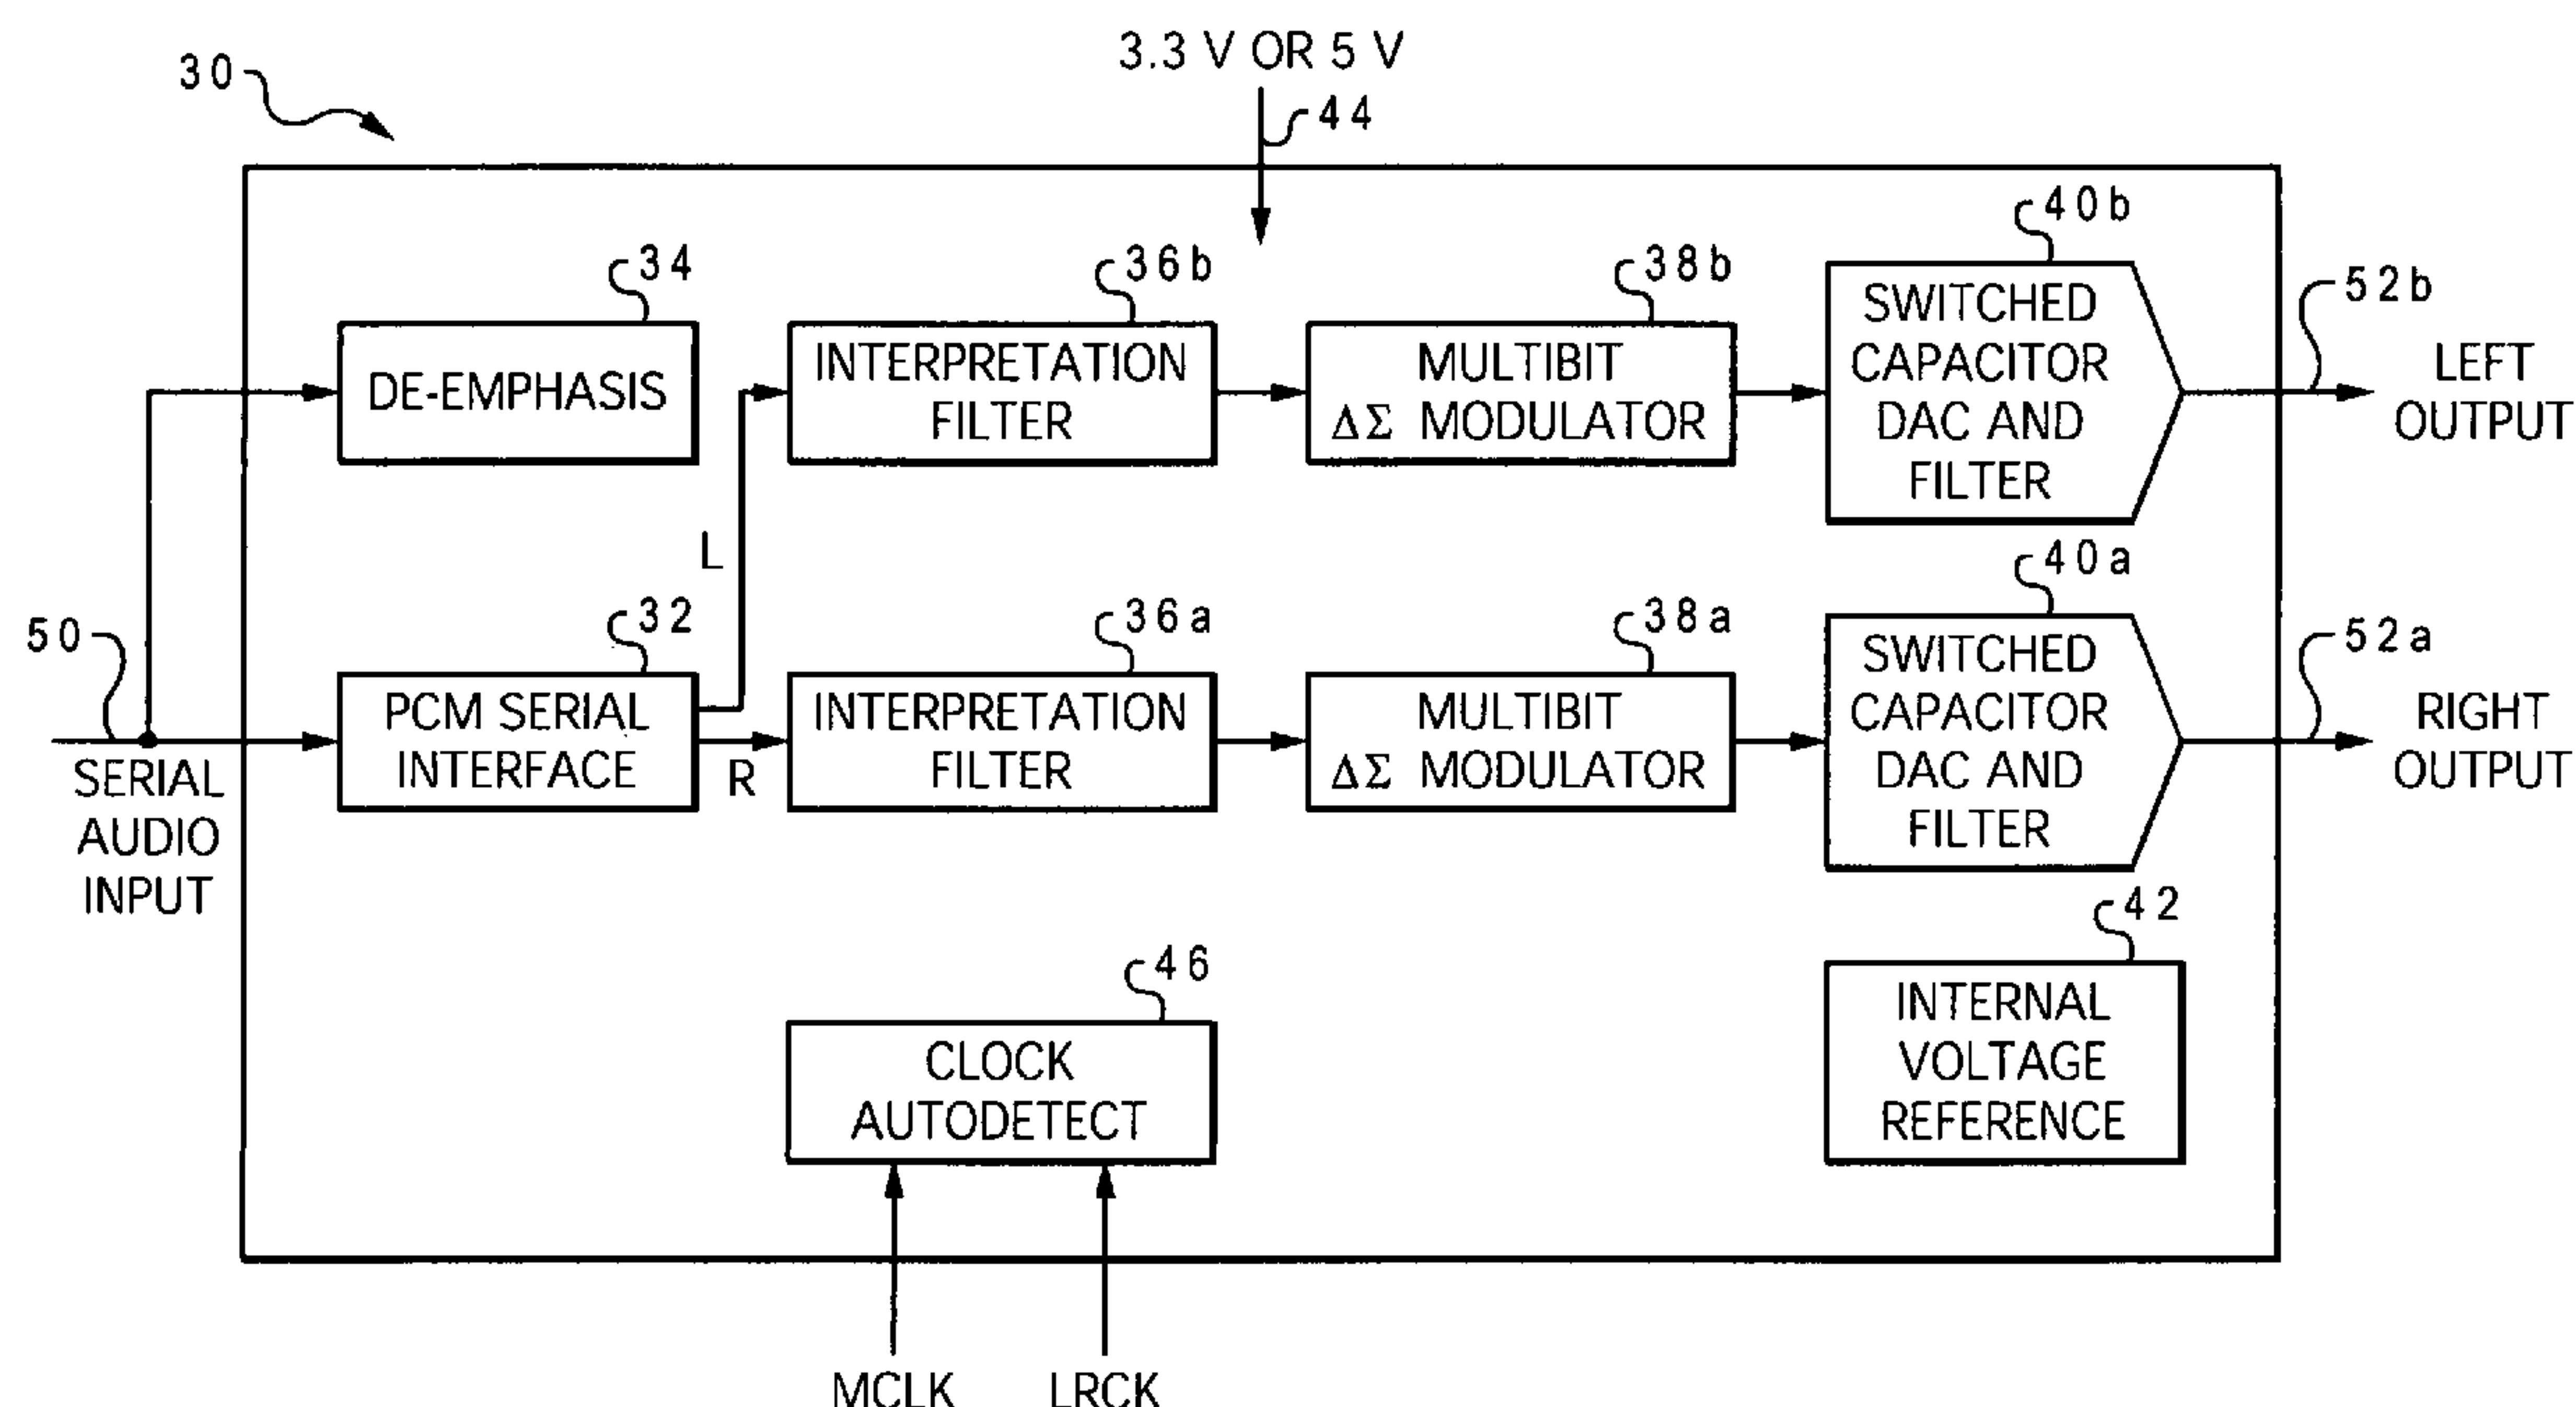 3.3 V OR 5 V
30
44
40b
34
36b
38b
52b
DE-EMPHASIS
INTERPRETATION
FILTER
MULTIBIT
ΔΣ MODULATOR
SWITCHED
CAPACITOR
DAC AND
FILTER
LEFT
OUTPUT
L
40a
50
32
36a
38a
52a
SERIAL
AUDIO
INPUT
PCM SERIAL
INTERFACE
R
INTERPRETATION
FILTER
MULTIBIT
ΔΣ MODULATOR
SWITCHED
CAPACITOR
DAC AND
FILTER
RIGHT
OUTPUT
42
46
CLOCK
AUTODETECT
INTERNAL
VOLTAGE
REFERENCE
MCLK
LRCK